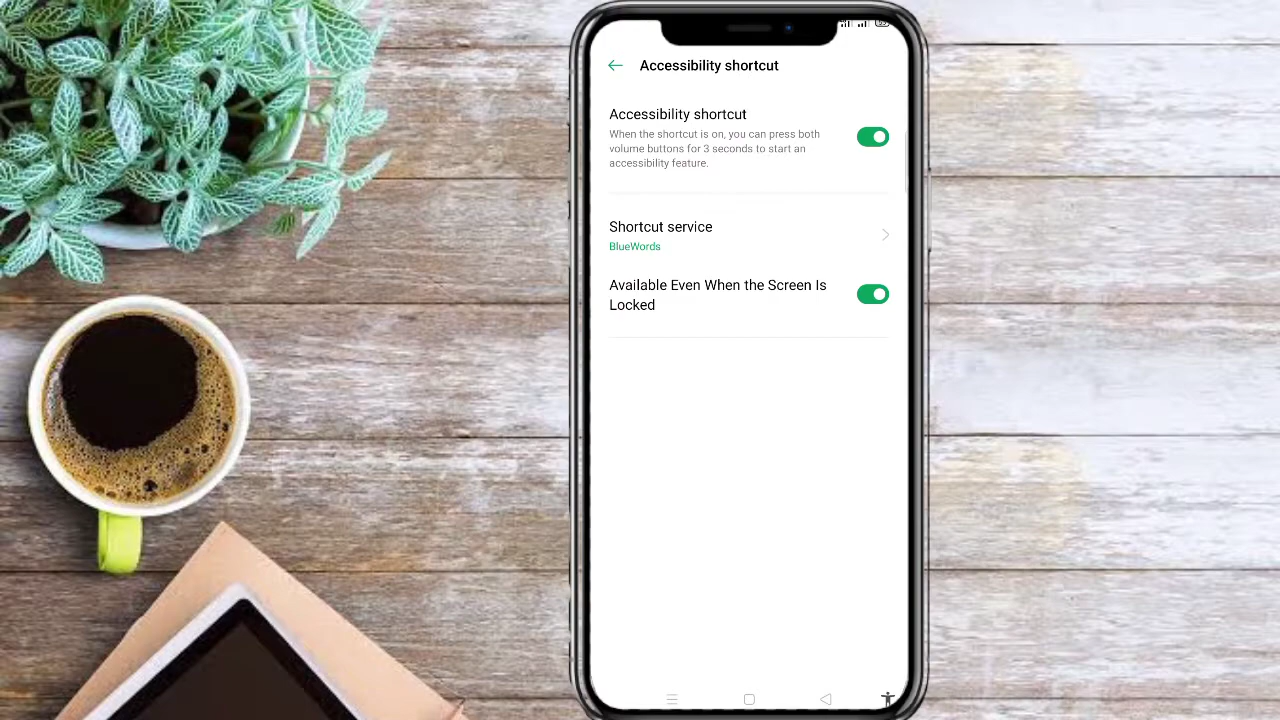 Accessibility shortcut
Accessibility shortcut
When the shortcut is on, you can press both
volume buttons for 3 seconds to start an
accessibility feature.
Shortcut service
BlueWords
Available Even When the Screen Is
Locked